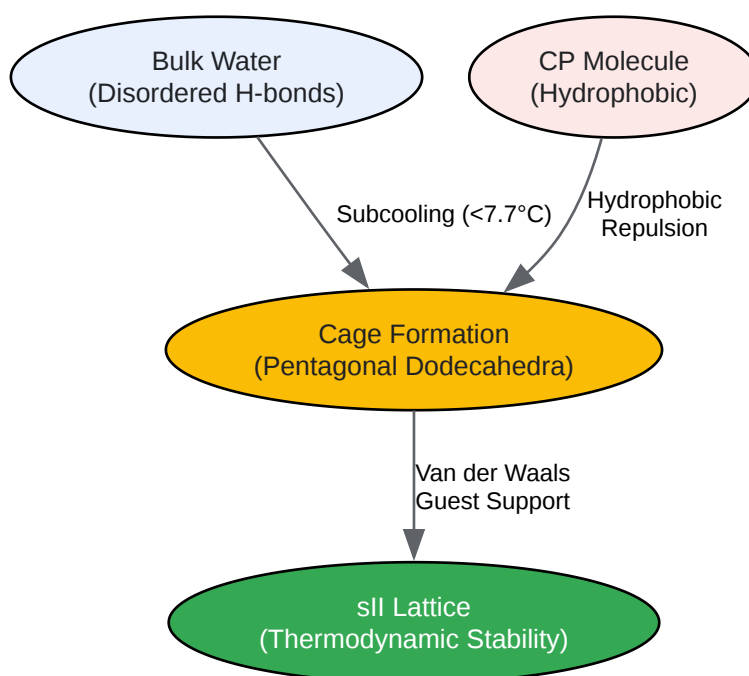 Bulk Water
(Disordered H-bonds)
CP Molecule
(Hydrophobic)
Subcooling (<7.7°C)
Hydrophobic
Repulsion
Cage Formation
(Pentagonal Dodecahedra)
Van der Waals
Guest Support
sII Lattice
(Thermodynamic Stability)